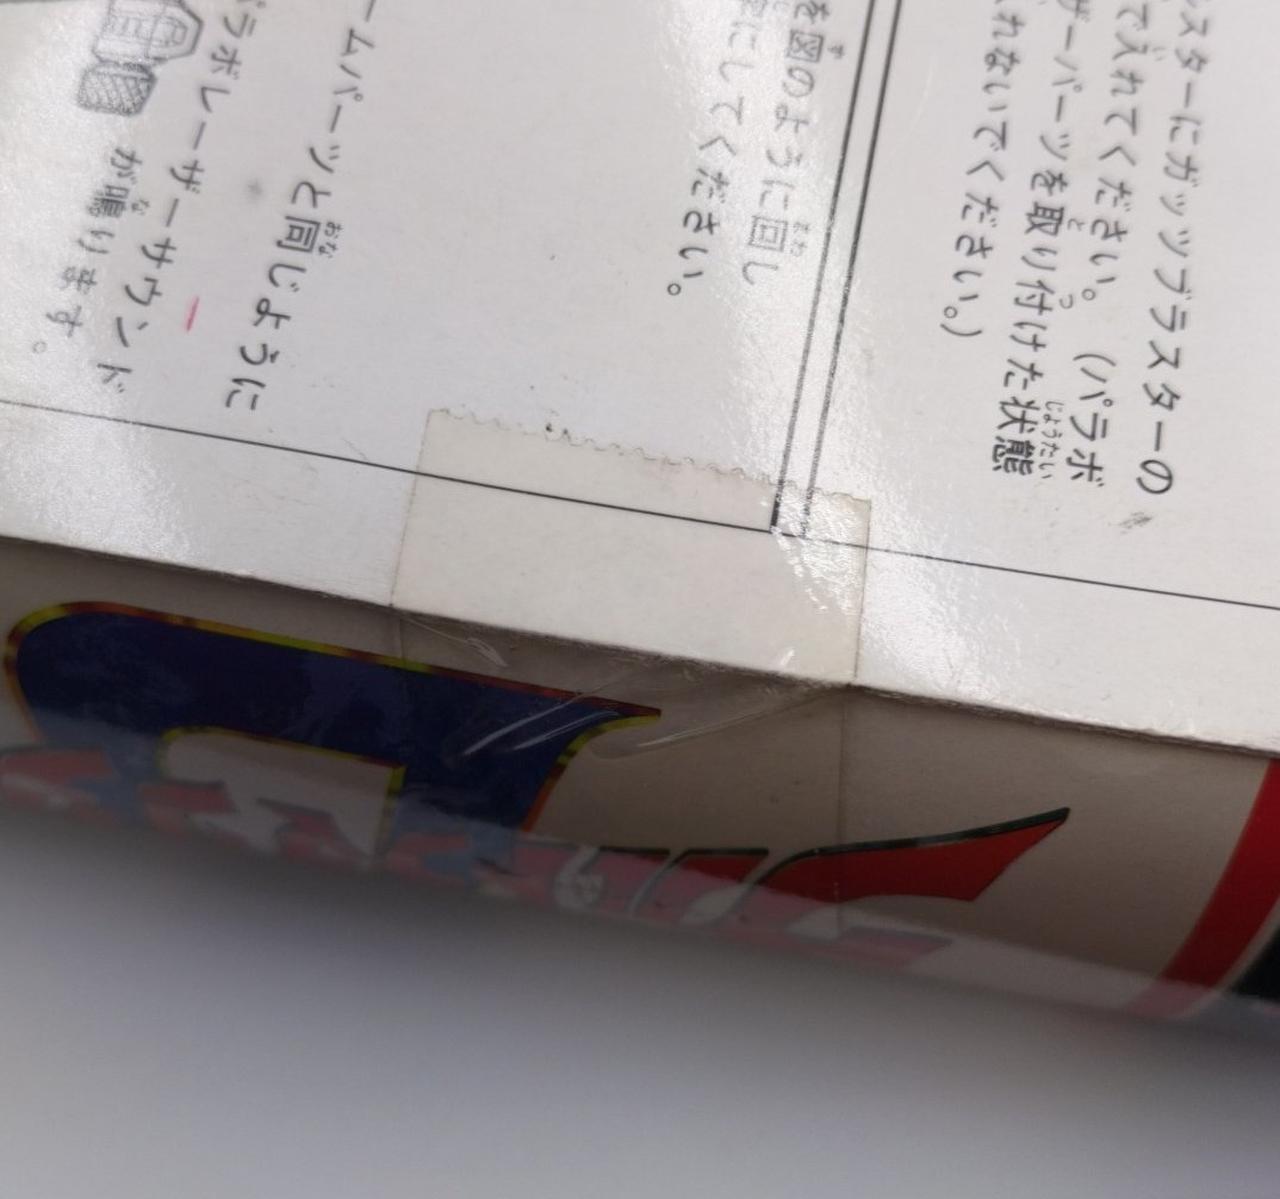 スターにガッツブラスターの
で入れてください。(パラボ
ザーパーツを取り付けた状態
れないでください。)
を図のように回し
にしてください。
ームパーツと同じように
ラボレーザーサウンド
が鳴ります。